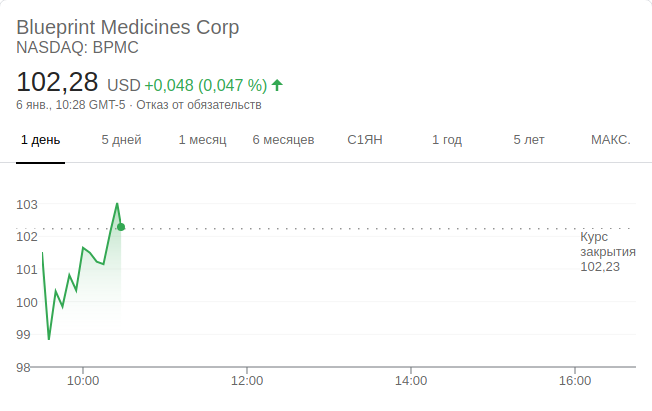 Blueprint Medicines Corp
NASDAQ: BPMC
102,28 USD +0,048 (0,047 %)
6 янв., 10:28 GMT-5 · Отказ от обязательств
1 день 5 дней 1 месяц 6 месяцев С1ЯН 1 год 5 лет МАКС.
103
102
101
100
99
98
Курс
закрытия
102,23
10:00 12:00 14:00 16:00